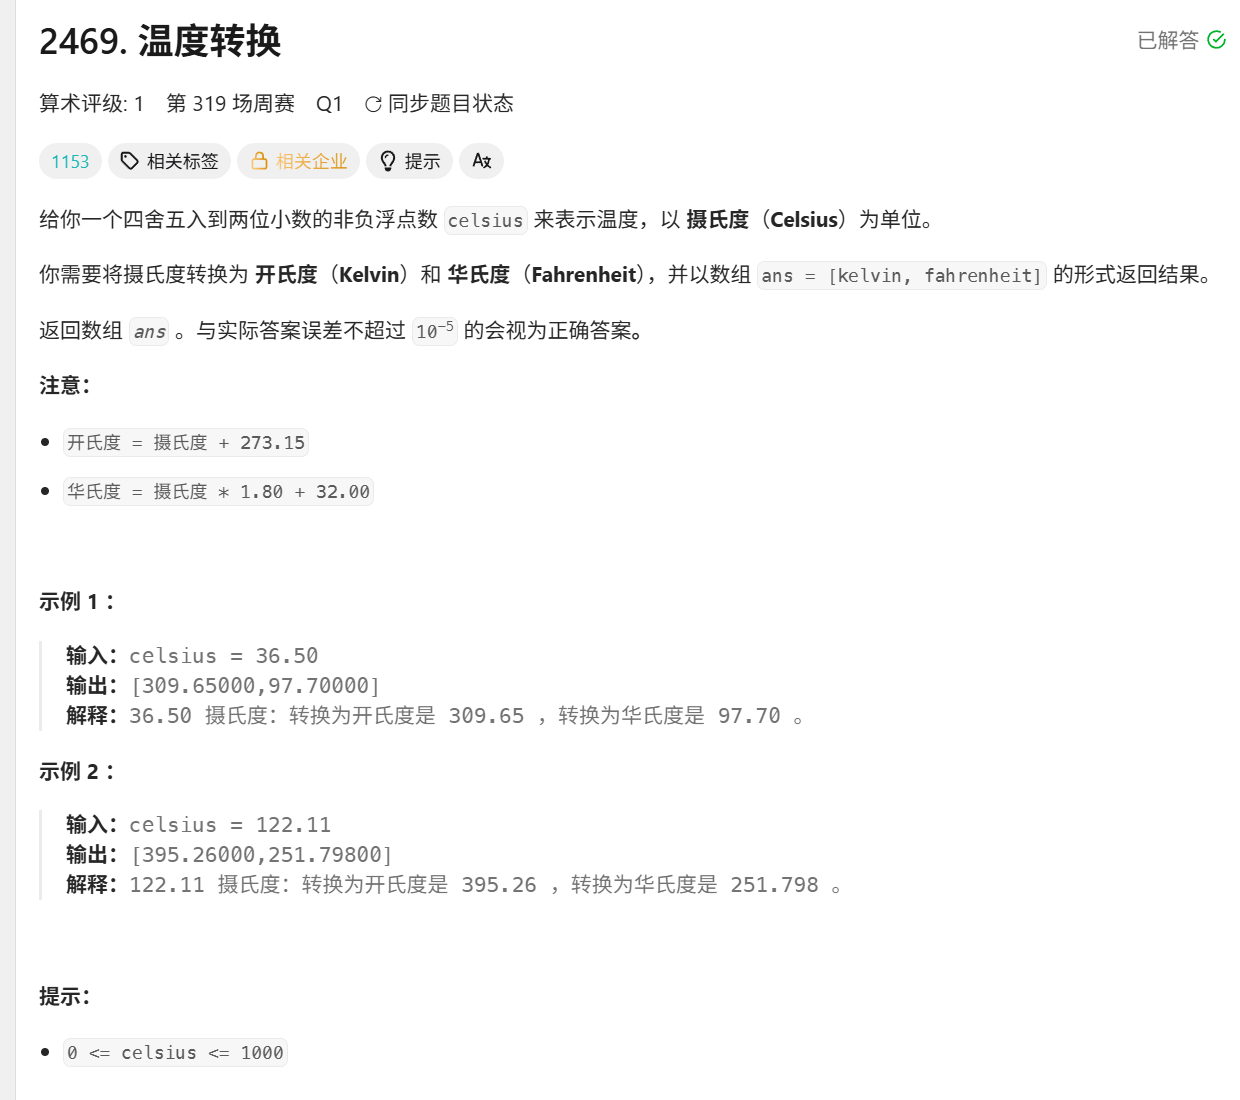 2469. 温度转换
已解答
算术评级: 1 第 319 场周赛 Q1 同步题目状态
1153 相关标签 相关企业 提示
给你一个四舍五入到两位小数的非负浮点数 celsius 来表示温度，以 摄氏度（Celsius）为单位。
你需要将摄氏度转换为 开氏度（Kelvin）和 华氏度（Fahrenheit），并以数组 ans = [kelvin, fahrenheit] 的形式返回结果。
返回数组 ans 。与实际答案误差不超过 10⁻⁵ 的会视为正确答案。
注意：
• 开氏度 = 摄氏度 + 273.15
• 华氏度 = 摄氏度 * 1.80 + 32.00
示例 1 ：
输入：celsius = 36.50
输出：[309.65000,97.70000]
解释：36.50 摄氏度：转换为开氏度是 309.65 ，转换为华氏度是 97.70 。
示例 2 ：
输入：celsius = 122.11
输出：[395.26000,251.79800]
解释：122.11 摄氏度：转换为开氏度是 395.26 ，转换为华氏度是 251.798 。
提示：
• 0 <= celsius <= 1000